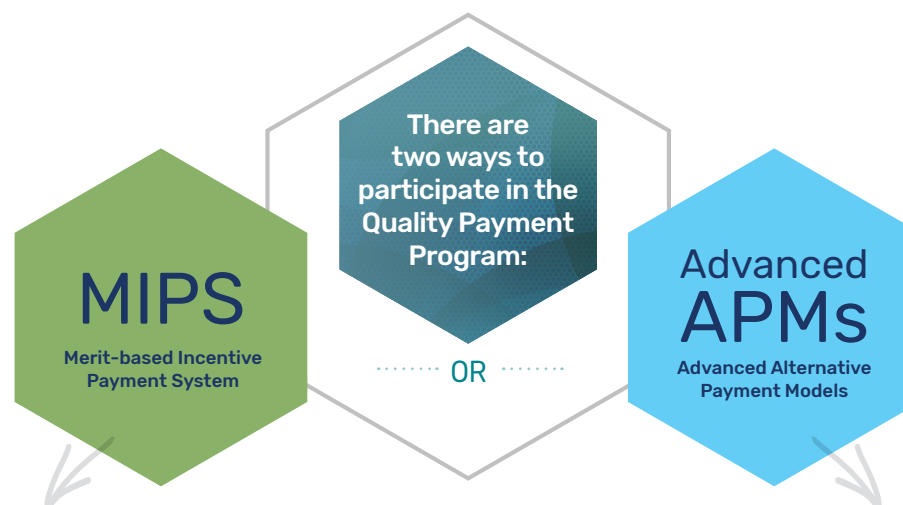 There are
two ways to
participate in the
Quality Payment
Program:
MIPS
Merit-based Incentive
Payment System
OR
Advanced
APMs
Advanced Alternative
Payment Models